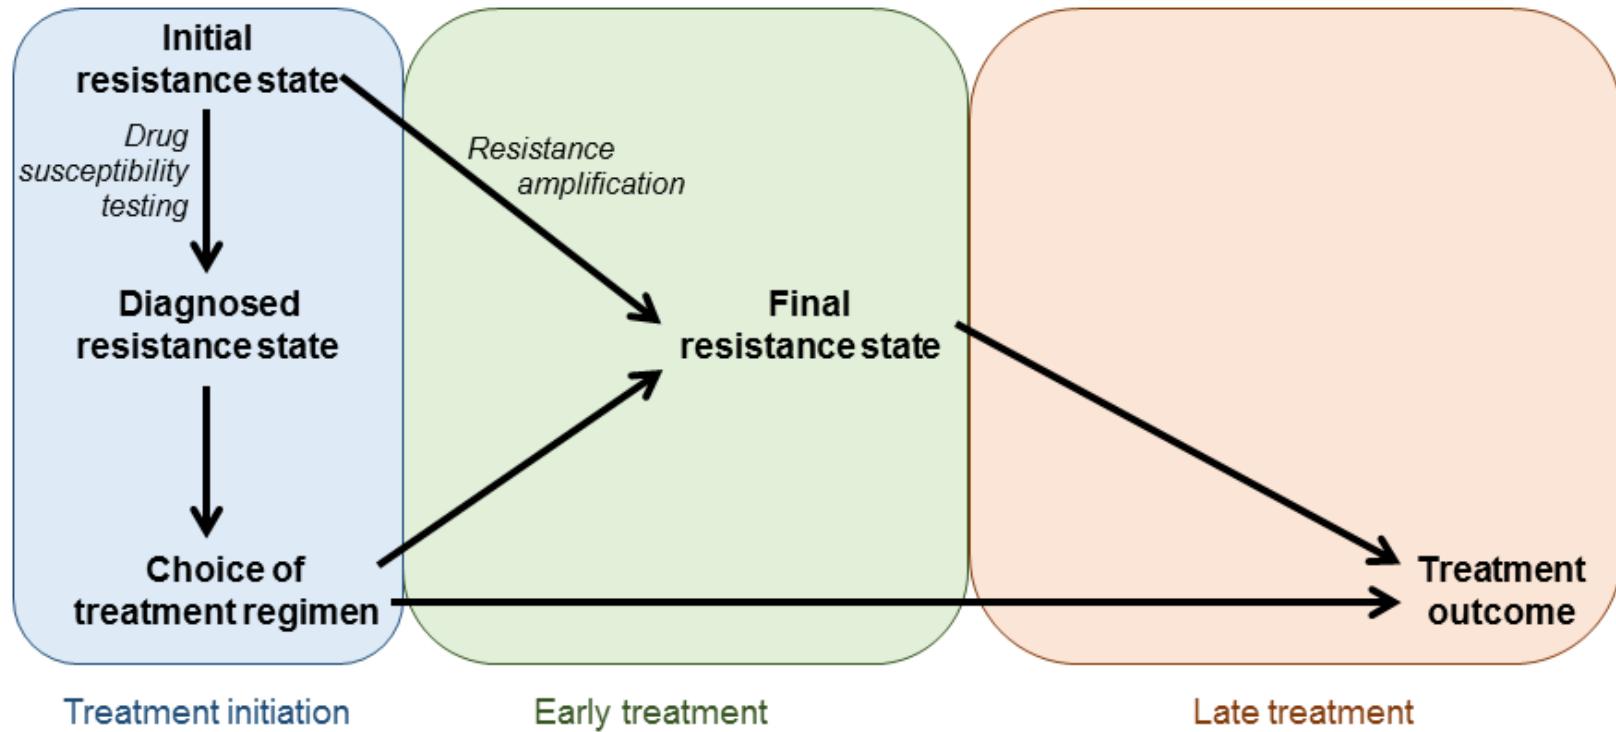 Initial
resistance state
Drug
susceptibility
testing
Diagnosed
resistance state
Choice of
treatment regimen
Resistance
amplification
Final
resistance state
Treatment
outcome
Treatment initiation
Early treatment
Late treatment